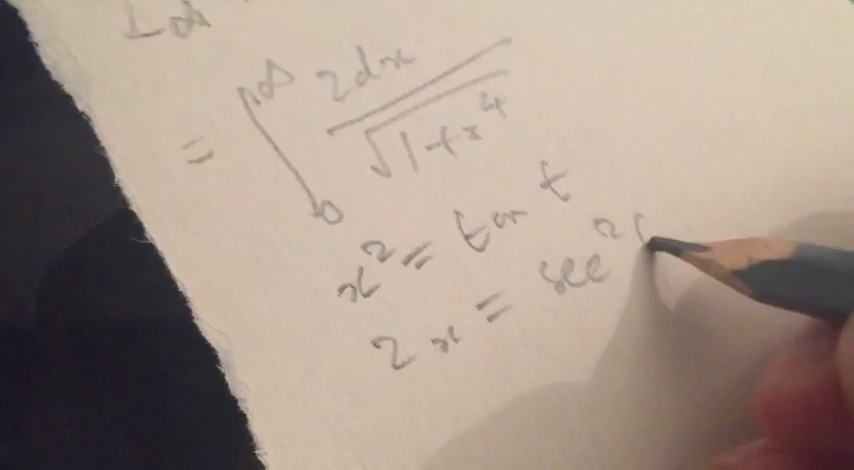 = ∫₀^∞ 2dx / √(1+x⁴)
x² = tan t
2x = sec²